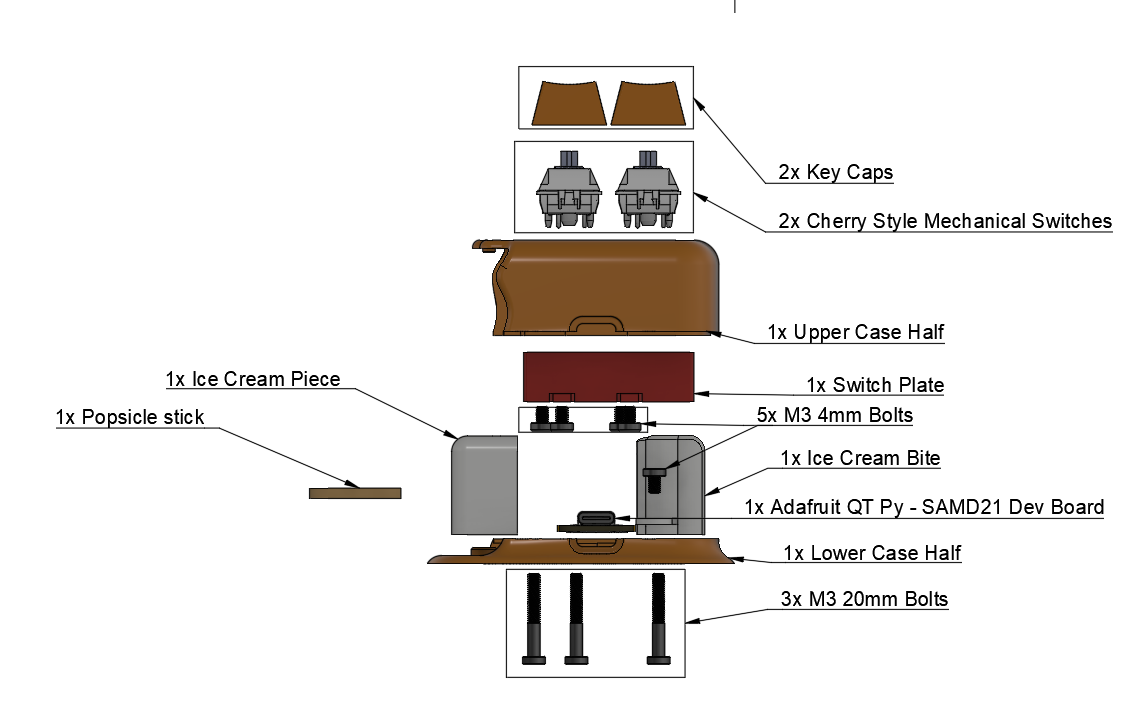 2x Key Caps
2x Cherry Style Mechanical Switches
1x Upper Case Half
1x Ice Cream Piece
1x Switch Plate
1x Popsicle stick
5x M3 4mm Bolts
1x Ice Cream Bite
1x Adafruit QT Py - SAMD21 Dev Board
1x Lower Case Half
3x M3 20mm Bolts